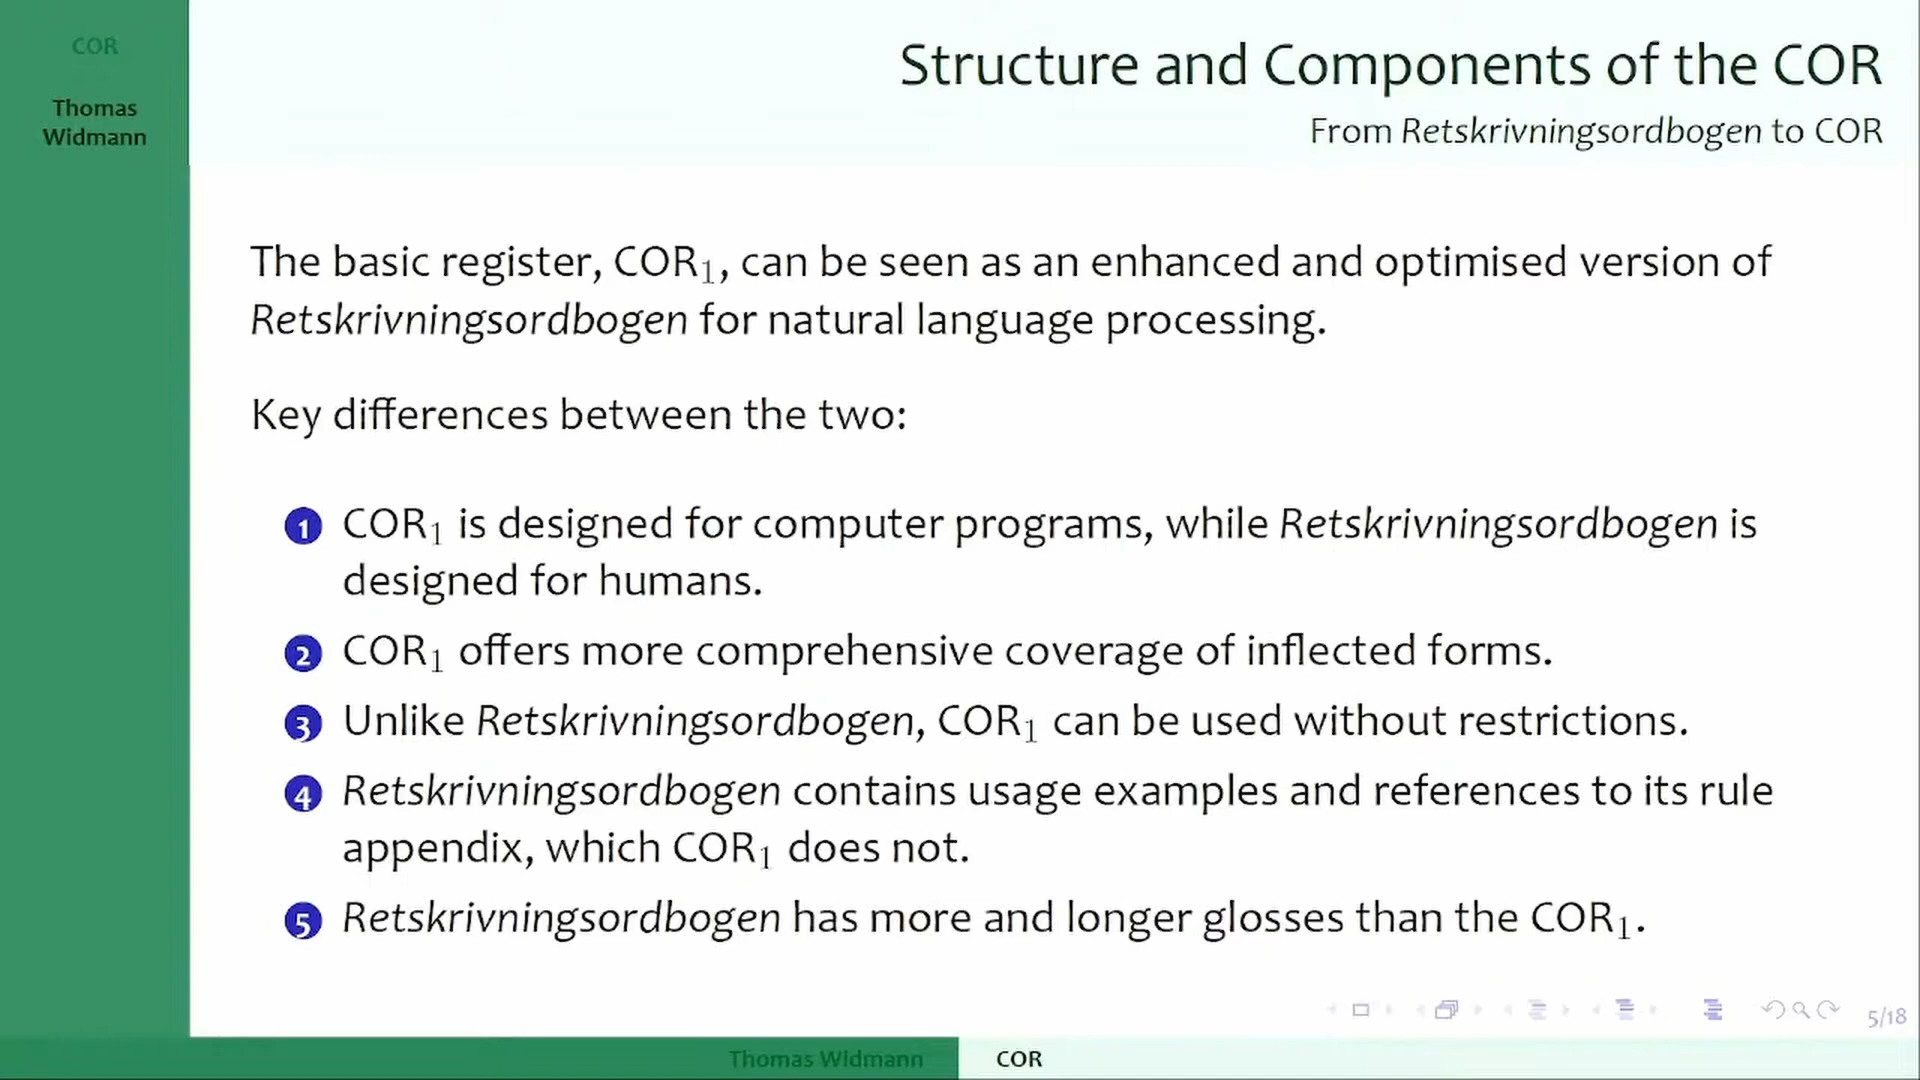 COR
Thomas
Widmann
Structure and Components of the COR
From Retskrivningsordbogen to COR
The basic register, COR₁, can be seen as an enhanced and optimised version of
Retskrivningsordbogen for natural language processing.
Key differences between the two:
1 COR₁ is designed for computer programs, while Retskrivningsordbogen is
designed for humans.
2 COR₁ offers more comprehensive coverage of inflected forms.
3 Unlike Retskrivningsordbogen, COR₁ can be used without restrictions.
4 Retskrivningsordbogen contains usage examples and references to its rule
appendix, which COR₁ does not.
5 Retskrivningsordbogen has more and longer glosses than the COR₁.
5/18
Thomas Widmann COR